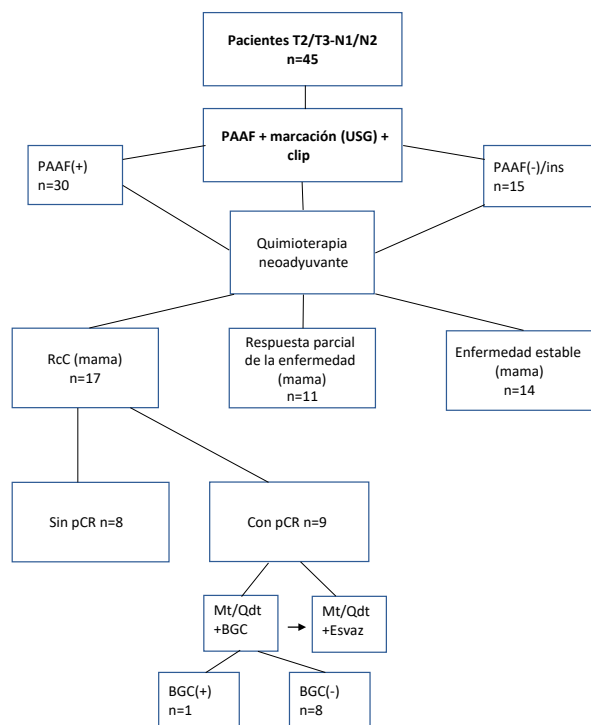 Pacientes T2/T3-N1/N2
n=45
PAAF + marcación (USG) +
clip
PAAF(+)
n=30
PAAF(-)/ins
n=15
Quimioterapia
neoadyuvante
RcC (mama)
n=17
Respuesta parcial
de la enfermedad
(mama)
n=11
Enfermedad estable
(mama)
n=14
Sin pCR n=8
Con pCR n=9
Mt/Qdt
+BGC
Mt/Qdt
+Esvaz
BGC(+)
n=1
BGC(-)
n=8